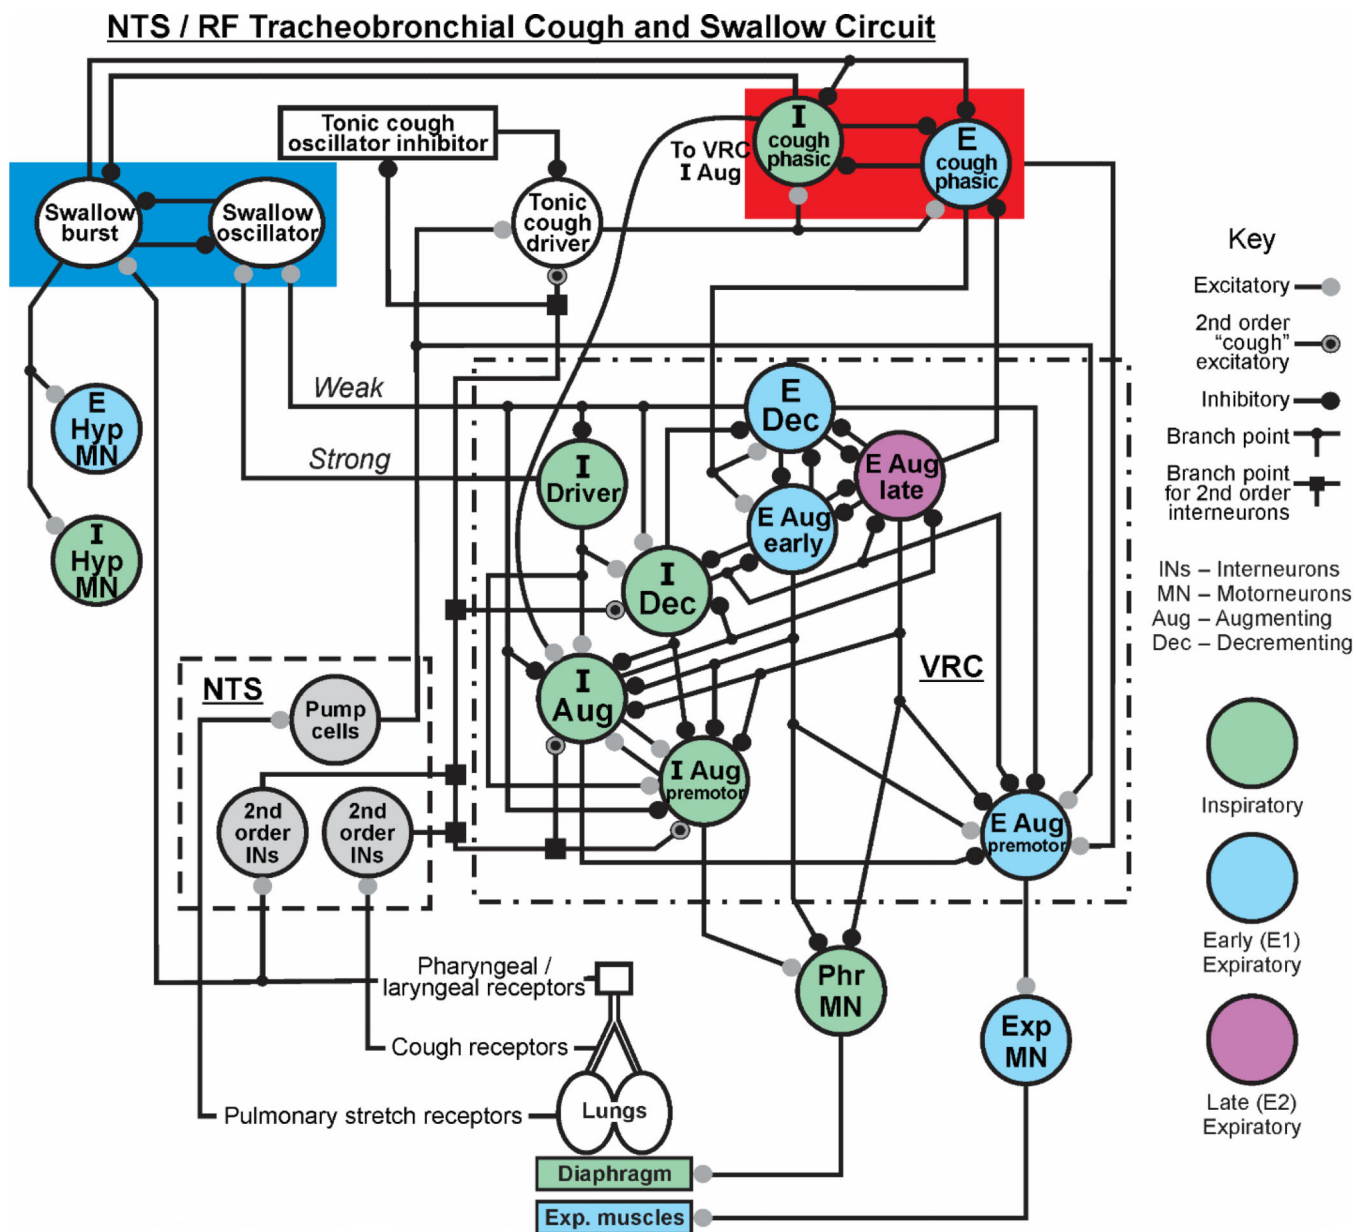 NTS / RF Tracheobronchial Cough and Swallow Circuit
Tonic cough
oscillator inhibitor
I
cough
phasic
E
cough
phasic
To VRC
I Aug
Swallow
burst
Swallow
oscillator
Tonic
cough
driver
Key
Excitatory
2nd order
“cough”
excitatory
Inhibitory
Branch point
Branch point
for 2nd order
interneurons
INs – Interneurons
MN – Motorneurons
Aug – Augmenting
Dec – Decrementing
Inspiratory
Early (E1)
Expiratory
Late (E2)
Expiratory
Weak
Strong
E
Hyp
MN
I
Hyp
MN
E
Dec
E Aug
late
E Aug
early
I
Driver
I
Dec
VRC
I
Aug
I Aug
premotor
E Aug
premotor
NTS
Pump
cells
2nd
order
INs
2nd
order
INs
Pharyngeal /
laryngeal receptors
Cough receptors
Pulmonary stretch receptors
Lungs
Phr
MN
Exp
MN
Diaphragm
Exp. muscles